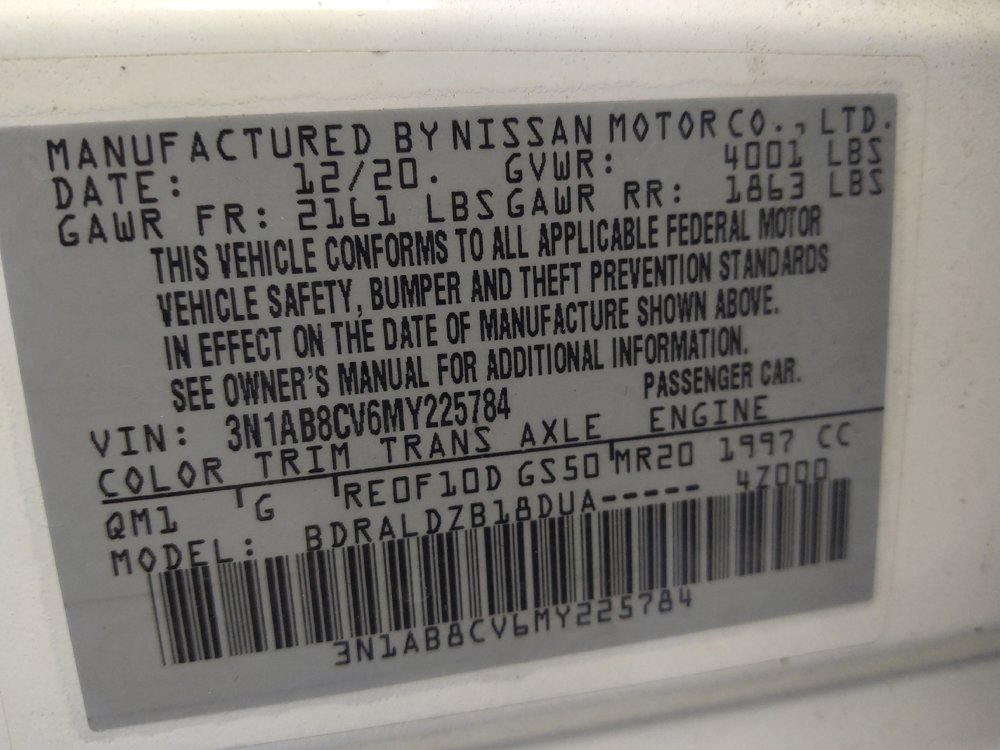 MANUFACTURED BY NISSAN MOTOR CO., LTD.
DATE: 12/20. GVWR: 4001 LBS
GAWR FR: 2161 LBS GAWR RR: 1863 LBS
THIS VEHICLE CONFORMS TO ALL APPLICABLE FEDERAL MOTOR
VEHICLE SAFETY, BUMPER AND THEFT PREVENTION STANDARDS
IN EFFECT ON THE DATE OF MANUFACTURE SHOWN ABOVE.
SEE OWNER'S MANUAL FOR ADDITIONAL INFORMATION.
VIN: 3N1AB8CV6MY225784 PASSENGER CAR.
COLOR TRIM TRANS AXLE ENGINE
QM1 G RE0F10D GS50 MR20 1997 CC
MODEL: BDRALDZB18DUA----- 4Z000
3N1AB8CV6MY225784